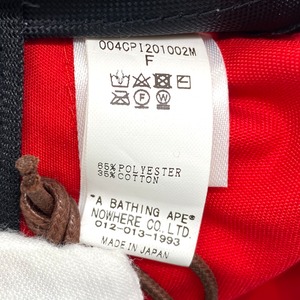 004CP1201002M
F
65% POLYESTER
35% COTTON
"A BATHING APE"
NOWHERE CO. LTD.
012-013-1993
MADE IN JAPAN